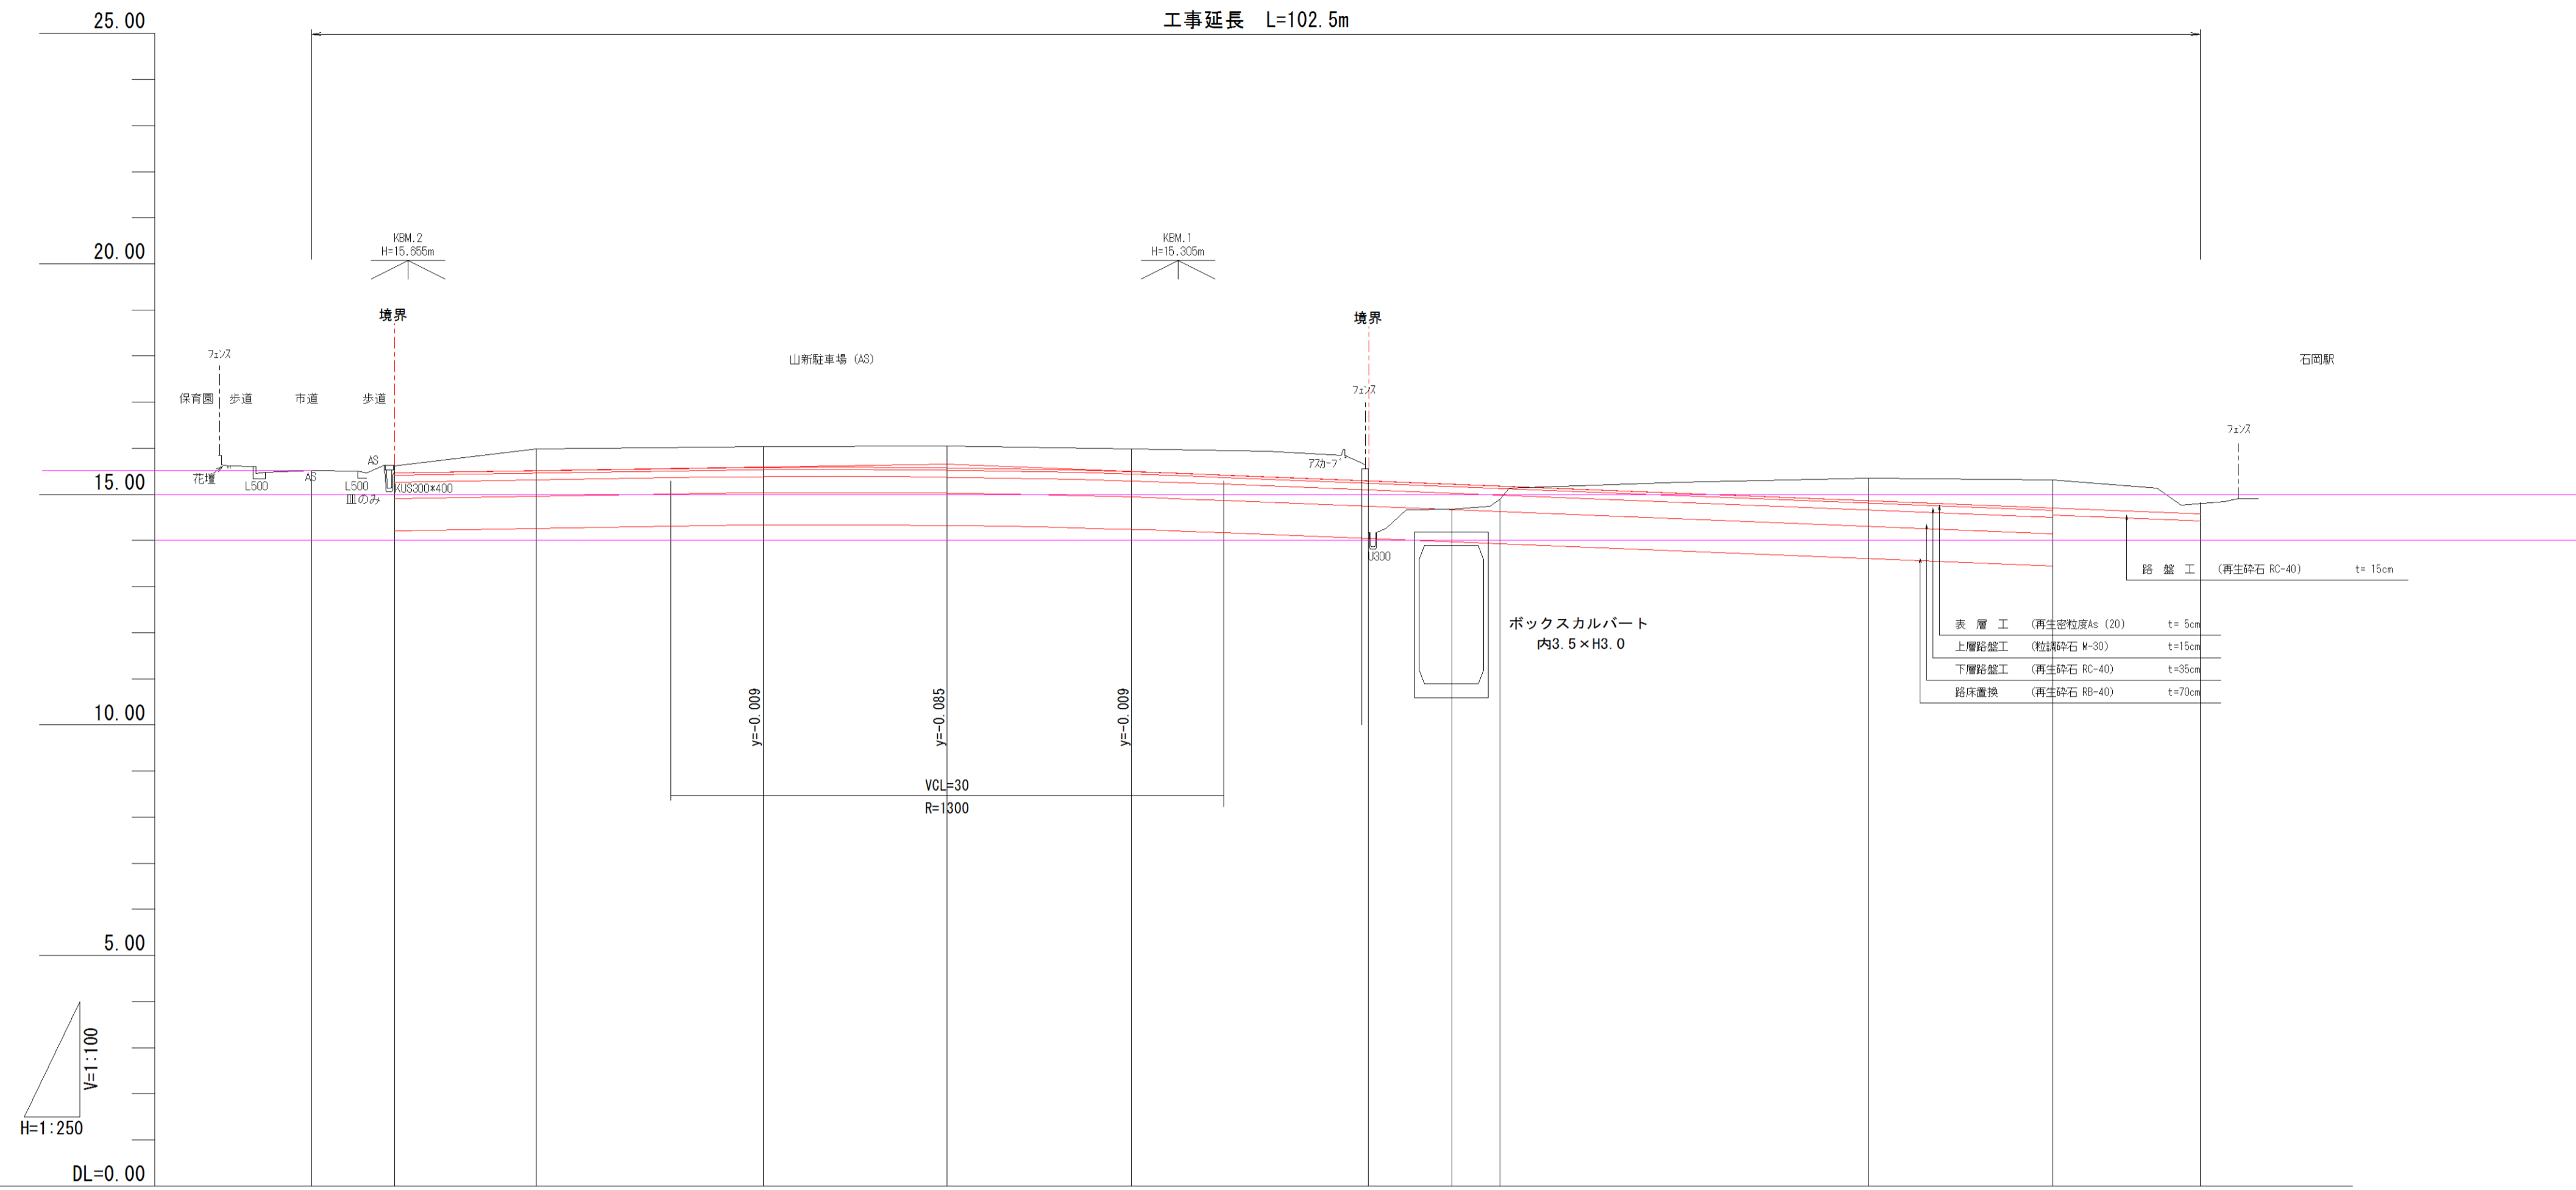 工事延長　L=102.5m
25.00
20.00
15.00
10.00
5.00
DL=0.00
KBM.2
H=15.655m
KBM.1
H=15.305m
境界
境界
フェンス
山新駐車場 (AS)
石岡駅
フェンス
保育園
歩道
市道
歩道
フェンス
AS
アスカーブ
花壇
L500
AS
L500
皿のみ
KUS300*400
U300
路　盤　工　(再生砕石 RC-40)　t= 15cm
ボックスカルバート
内3.5×H3.0
表　層　工　(再生密粒度As (20)　t= 5cm
上層路盤工　(粒調砕石 M-30)　t=15cm
下層路盤工　(再生砕石 RC-40)　t=35cm
路床置換　(再生砕石 RB-40)　t=70cm
y=-0.009
y=-0.085
y=-0.009
VCL=30
R=1300
V=1:100
H=1:250